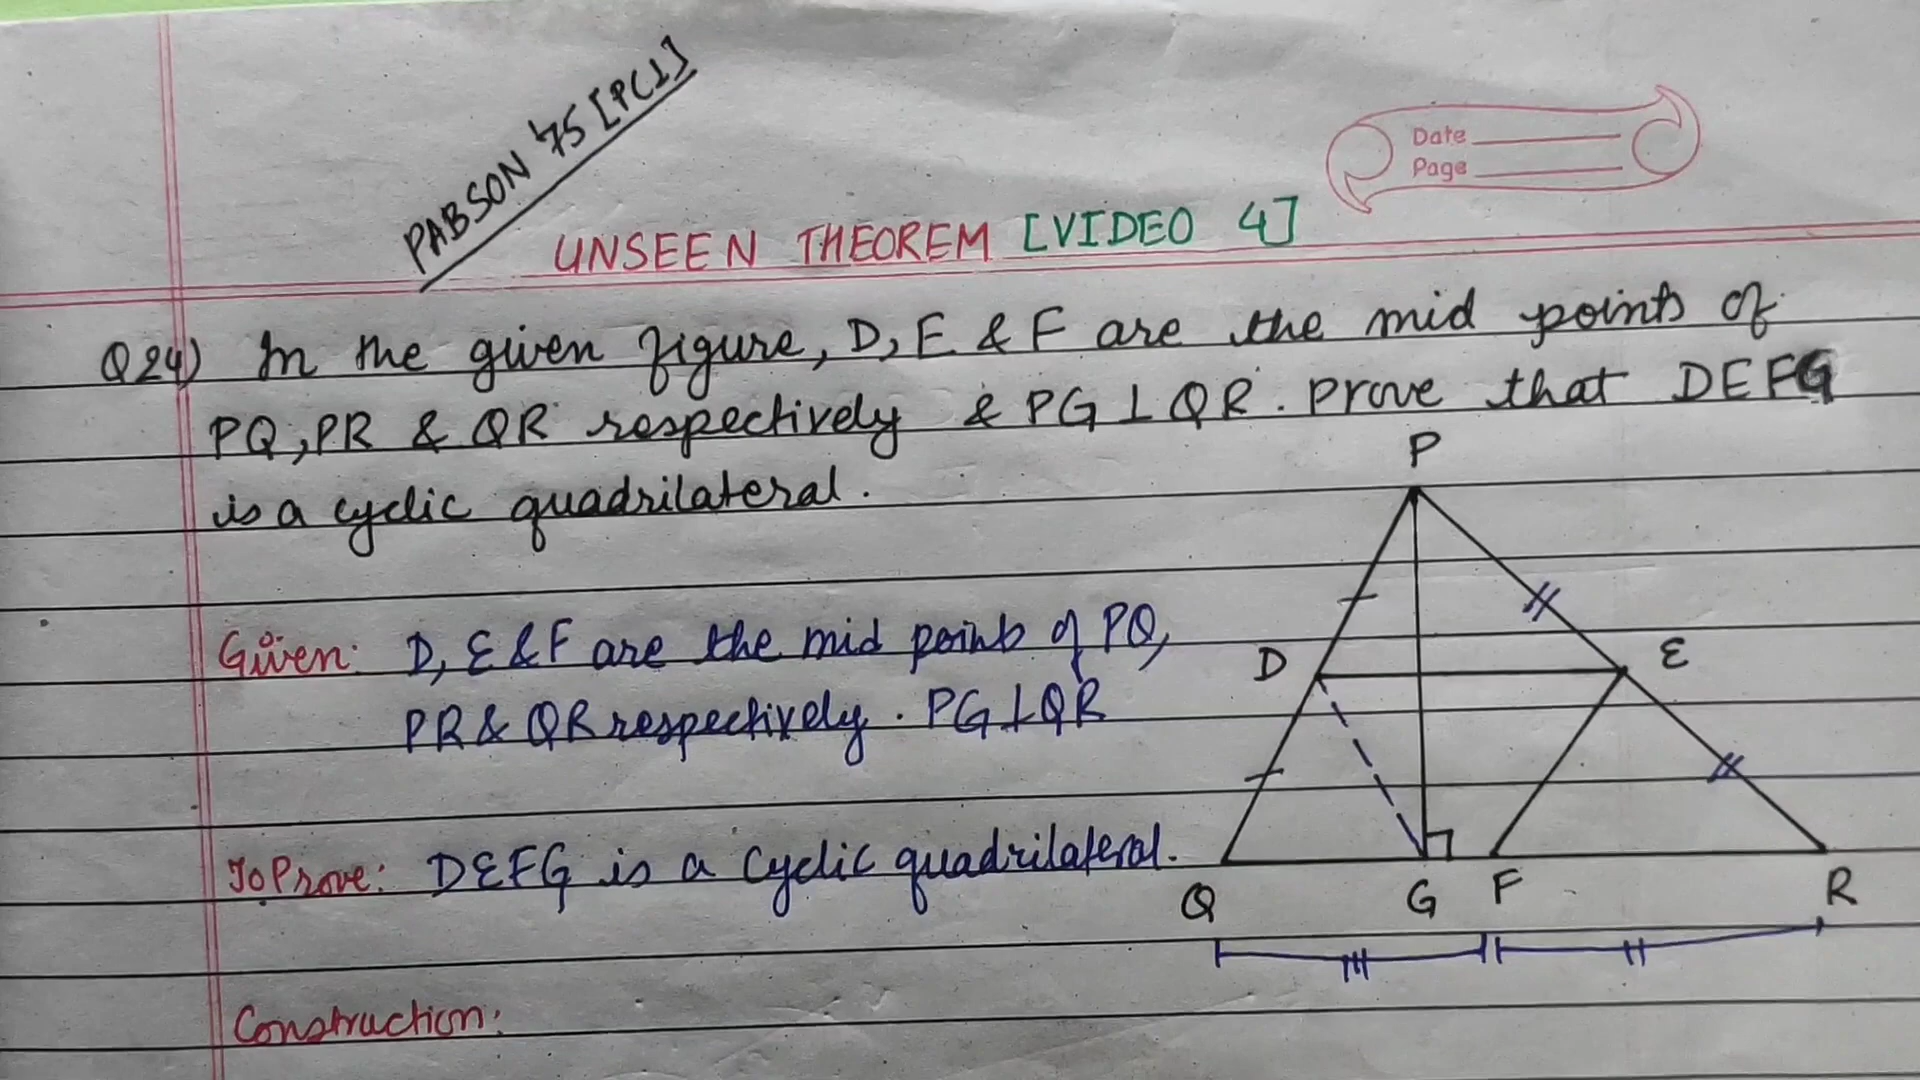 PABSON '75 [PCI]
Date
Page
UNSEEN THEOREM [VIDEO 4]
Q24) In the given figure, D, E & F are the mid points of
PQ, PR & QR respectively & PG ⊥ QR. Prove that DEFG
is a cyclic quadrilateral.
P
Given: D, E & F are the mid points of PQ,
D
E
PR & QR respectively. PG ⊥ QR
To Prove: DEFG is a cyclic quadrilateral.
Q G F R
Construction: